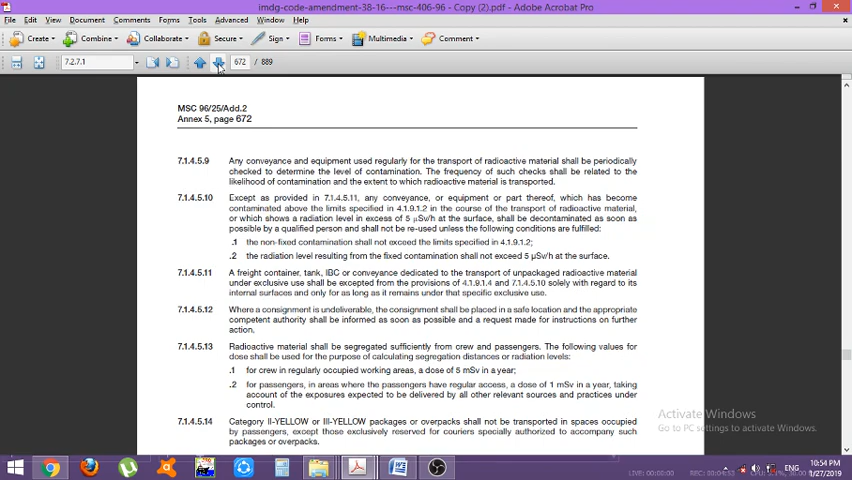 imdg-code-amendment-38-16---msc-406-96 - Copy (2).pdf - Adobe Acrobat Pro
File Edit View Document Comments Forms Tools Advanced Window Help
Create Combine Collaborate Secure Sign Forms Multimedia Comment
7.2.7.1 672 / 889
MSC 96/25/Add.2
Annex 5, page 672
7.1.4.5.9 Any conveyance and equipment used regularly for the transport of radioactive material shall be periodically
checked to determine the level of contamination. The frequency of such checks shall be related to the
likelihood of contamination and the extent to which radioactive material is transported.
7.1.4.5.10 Except as provided in 7.1.4.5.11, any conveyance, or equipment or part thereof, which has become
contaminated above the limits specified in 4.1.9.1.2 in the course of the transport of radioactive material,
or which shows a radiation level in excess of 5 μSv/h at the surface, shall be decontaminated as soon as
possible by a qualified person and shall not be re-used unless the following conditions are fulfilled:
.1 the non-fixed contamination shall not exceed the limits specified in 4.1.9.1.2;
.2 the radiation level resulting from the fixed contamination shall not exceed 5 μSv/h at the surface.
7.1.4.5.11 A freight container, tank, IBC or conveyance dedicated to the transport of unpackaged radioactive material
under exclusive use shall be excepted from the provisions of 4.1.9.1.4 and 7.1.4.5.10 solely with regard to its
internal surfaces and only for as long as it remains under that specific exclusive use.
7.1.4.5.12 Where a consignment is undeliverable, the consignment shall be placed in a safe location and the appropriate
competent authority shall be informed as soon as possible and a request made for instructions on further
action.
7.1.4.5.13 Radioactive material shall be segregated sufficiently from crew and passengers. The following values for
dose shall be used for the purpose of calculating segregation distances or radiation levels:
.1 for crew in regularly occupied working areas, a dose of 5 mSv in a year;
.2 for passengers, in areas where the passengers have regular access, a dose of 1 mSv in a year, taking
account of the exposures expected to be delivered by all other relevant sources and practices under
control.
7.1.4.5.14 Category II-YELLOW or III-YELLOW packages or overpacks shall not be transported in spaces occupied
by passengers, except those exclusively reserved for couriers specially authorized to accompany such
packages or overpacks.
Activate Windows
Go to PC settings to activate Windows.
ENG
10:54 PM
1/27/2019
LIVE: 00:00:00